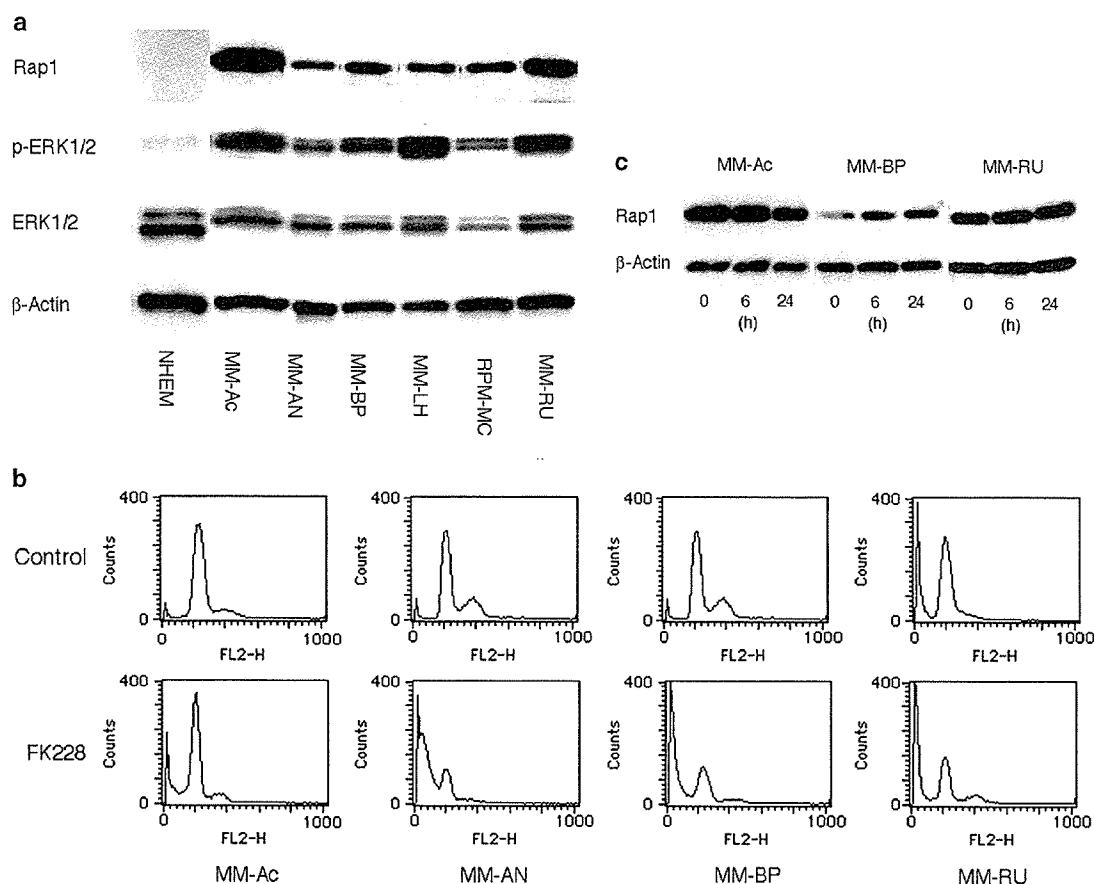 a
Rap1
p-ERK1/2
ERK1/2
β-Actin
NHEM
MM-Ac
MM-AN
MM-BP
MM-LH
RPM-MC
MM-RU
c
MM-Ac MM-BP MM-RU
Rap1
β-Actin
0 6 24 0 6 24 0 6 24
(h) (h) (h)
b
Control
400
Counts
0
0 1000
FL2-H
400
Counts
0
0 1000
FL2-H
400
Counts
0
0 1000
FL2-H
400
Counts
0
0 1000
FL2-H
FK228
400
Counts
0
0 1000
FL2-H
400
Counts
0
0 1000
FL2-H
400
Counts
0
0 1000
FL2-H
400
Counts
0
0 1000
FL2-H
MM-Ac MM-AN MM-BP MM-RU